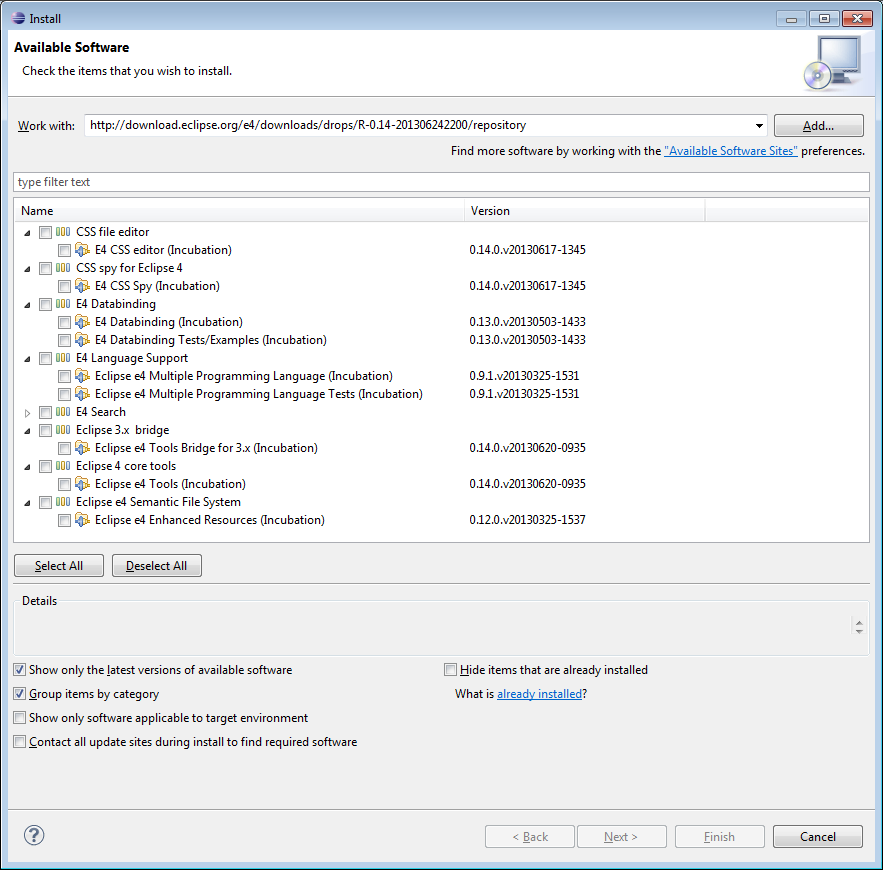 Install
Available Software
Check the items that you wish to install.
Work with: http://download.eclipse.org/e4/downloads/drops/R-0.14-201306242200/repository Add...
Find more software by working with the "Available Software Sites" preferences.
type filter text
Name Version
CSS file editor
E4 CSS editor (Incubation) 0.14.0.v20130617-1345
CSS spy for Eclipse 4
E4 CSS Spy (Incubation) 0.14.0.v20130617-1345
E4 Databinding
E4 Databinding (Incubation) 0.13.0.v20130503-1433
E4 Databinding Tests/Examples (Incubation) 0.13.0.v20130503-1433
E4 Language Support
Eclipse e4 Multiple Programming Language (Incubation) 0.9.1.v20130325-1531
Eclipse e4 Multiple Programming Language Tests (Incubation) 0.9.1.v20130325-1531
E4 Search
Eclipse 3.x bridge
Eclipse e4 Tools Bridge for 3.x (Incubation) 0.14.0.v20130620-0935
Eclipse 4 core tools
Eclipse e4 Tools (Incubation) 0.14.0.v20130620-0935
Eclipse e4 Semantic File System
Eclipse e4 Enhanced Resources (Incubation) 0.12.0.v20130325-1537
Select All Deselect All
Details
Show only the latest versions of available software Hide items that are already installed
Group items by category What is already installed?
Show only software applicable to target environment
Contact all update sites during install to find required software
? < Back Next > Finish Cancel